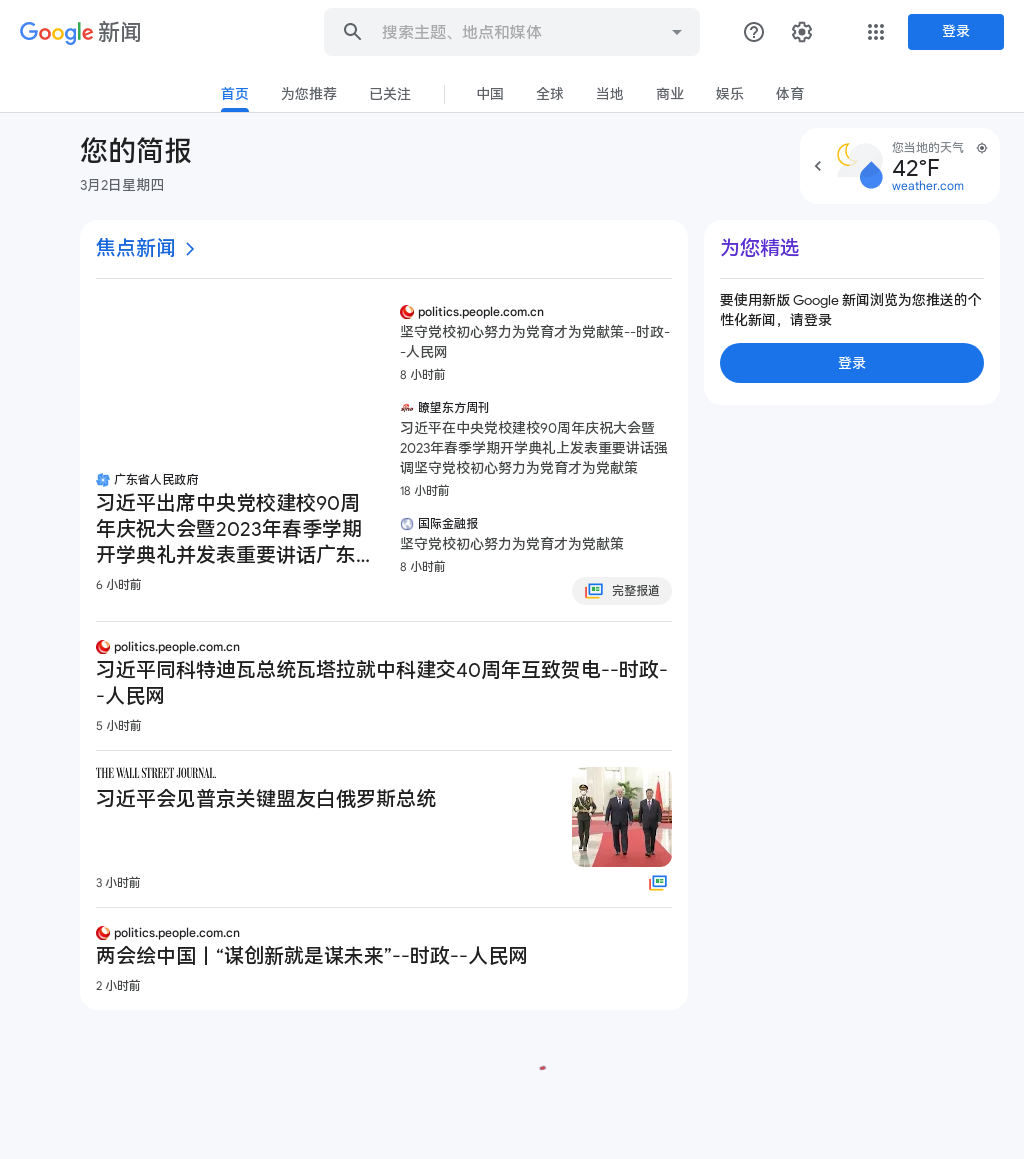 Google 新闻
搜索主题、地点和媒体
登录
首页 为您推荐 已关注 中国 全球 当地 商业 娱乐 体育
您的简报
3月2日星期四
您当地的天气
42°F
weather.com
焦点新闻
广东省人民政府
习近平出席中央党校建校90周
年庆祝大会暨2023年春季学期
开学典礼并发表重要讲话广东...
6 小时前
politics.people.com.cn
坚守党校初心努力为党育才为党献策--时政-
-人民网
8 小时前
瞭望东方周刊
习近平在中央党校建校90周年庆祝大会暨
2023年春季学期开学典礼上发表重要讲话强
调坚守党校初心努力为党育才为党献策
18 小时前
国际金融报
坚守党校初心努力为党育才为党献策
8 小时前
完整报道
politics.people.com.cn
习近平同科特迪瓦总统瓦塔拉就中科建交40周年互致贺电--时政-
-人民网
5 小时前
THE WALL STREET JOURNAL.
习近平会见普京关键盟友白俄罗斯总统
3 小时前
politics.people.com.cn
两会绘中国丨“谋创新就是谋未来”--时政--人民网
2 小时前
为您精选
要使用新版 Google 新闻浏览为您推送的个
性化新闻，请登录
登录